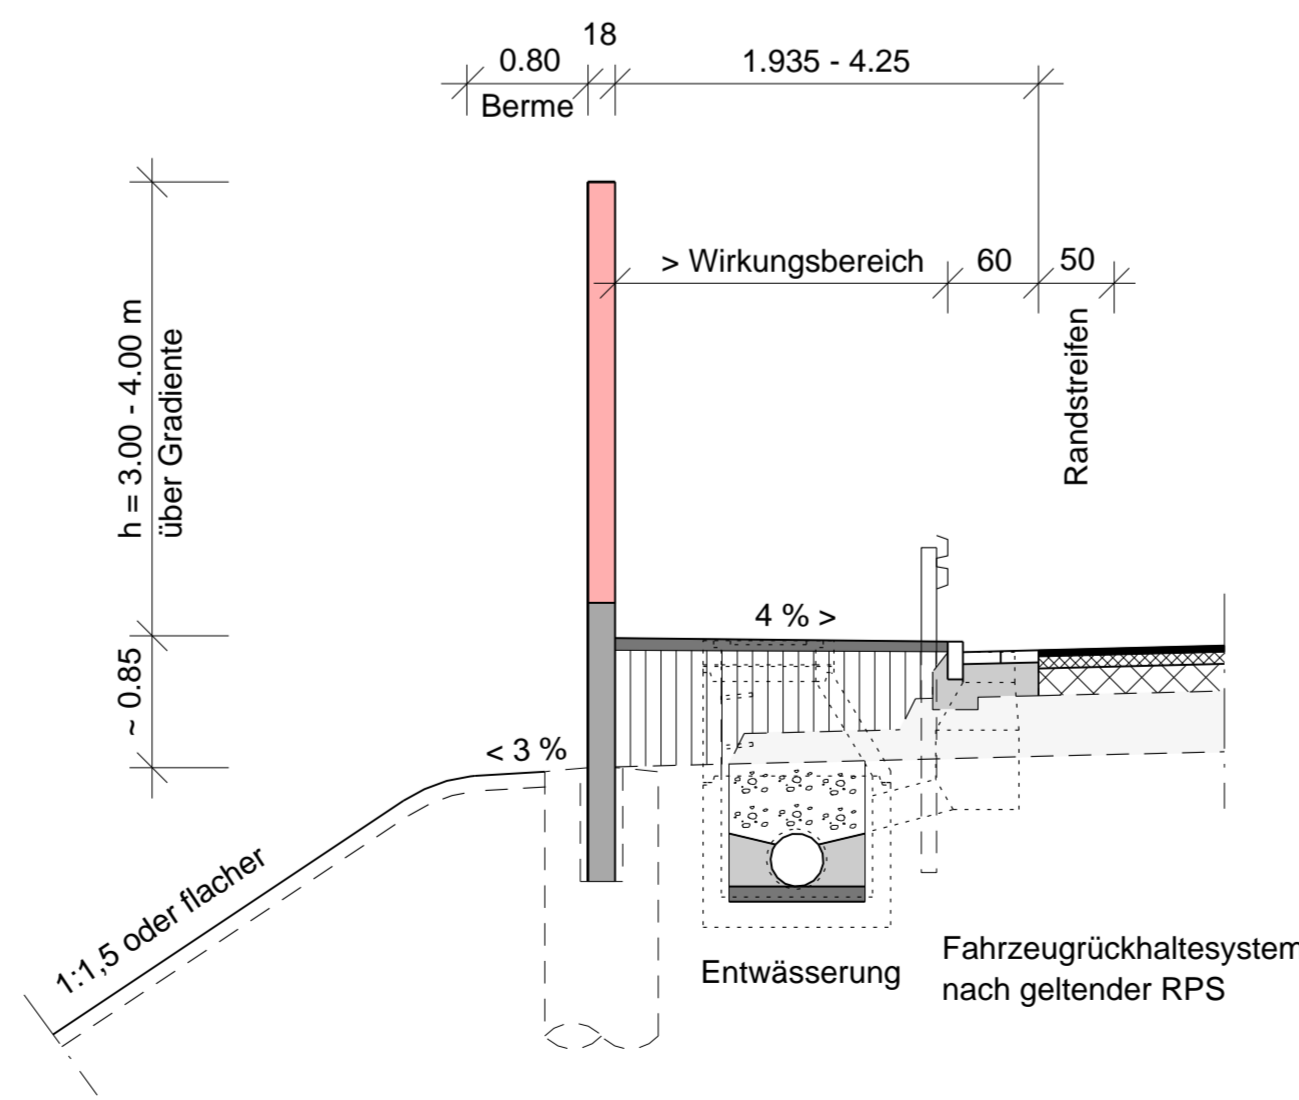 18
0.80
1.935 - 4.25
Berme
> Wirkungsbereich
60
50
Randstreifen
h = 3.00 - 4.00 m
über Gradiente
4 % >
~ 0.85
< 3 %
1:1,5 oder flacher
Entwässerung
Fahrzeugrückhaltesystem
nach geltender RPS